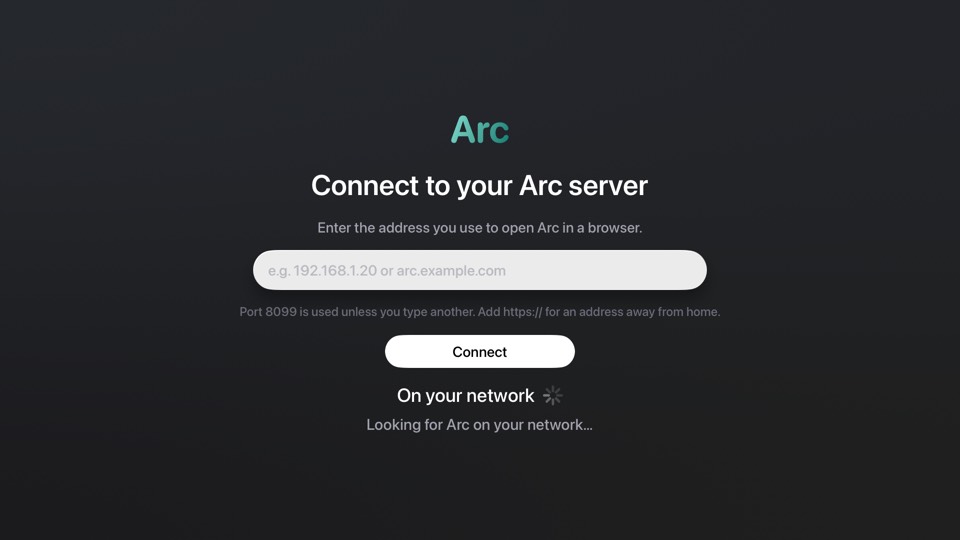 Arc
Connect to your Arc server
Enter the address you use to open Arc in a browser.
e.g. 192.168.1.20 or arc.example.com
Port 8099 is used unless you type another. Add https:// for an address away from home.
Connect
On your network
Looking for Arc on your network...